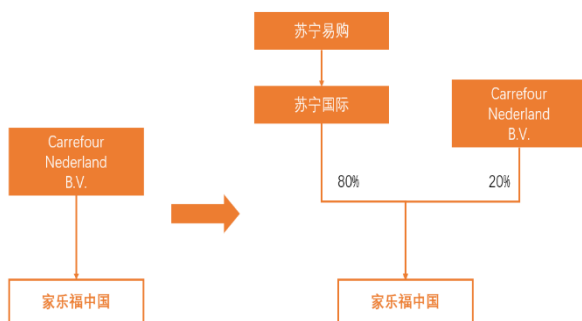 苏宁易购
苏宁国际
Carrefour
Nederland
B.V.
Carrefour
Nederland
B.V.
80%
20%
家乐福中国
家乐福中国